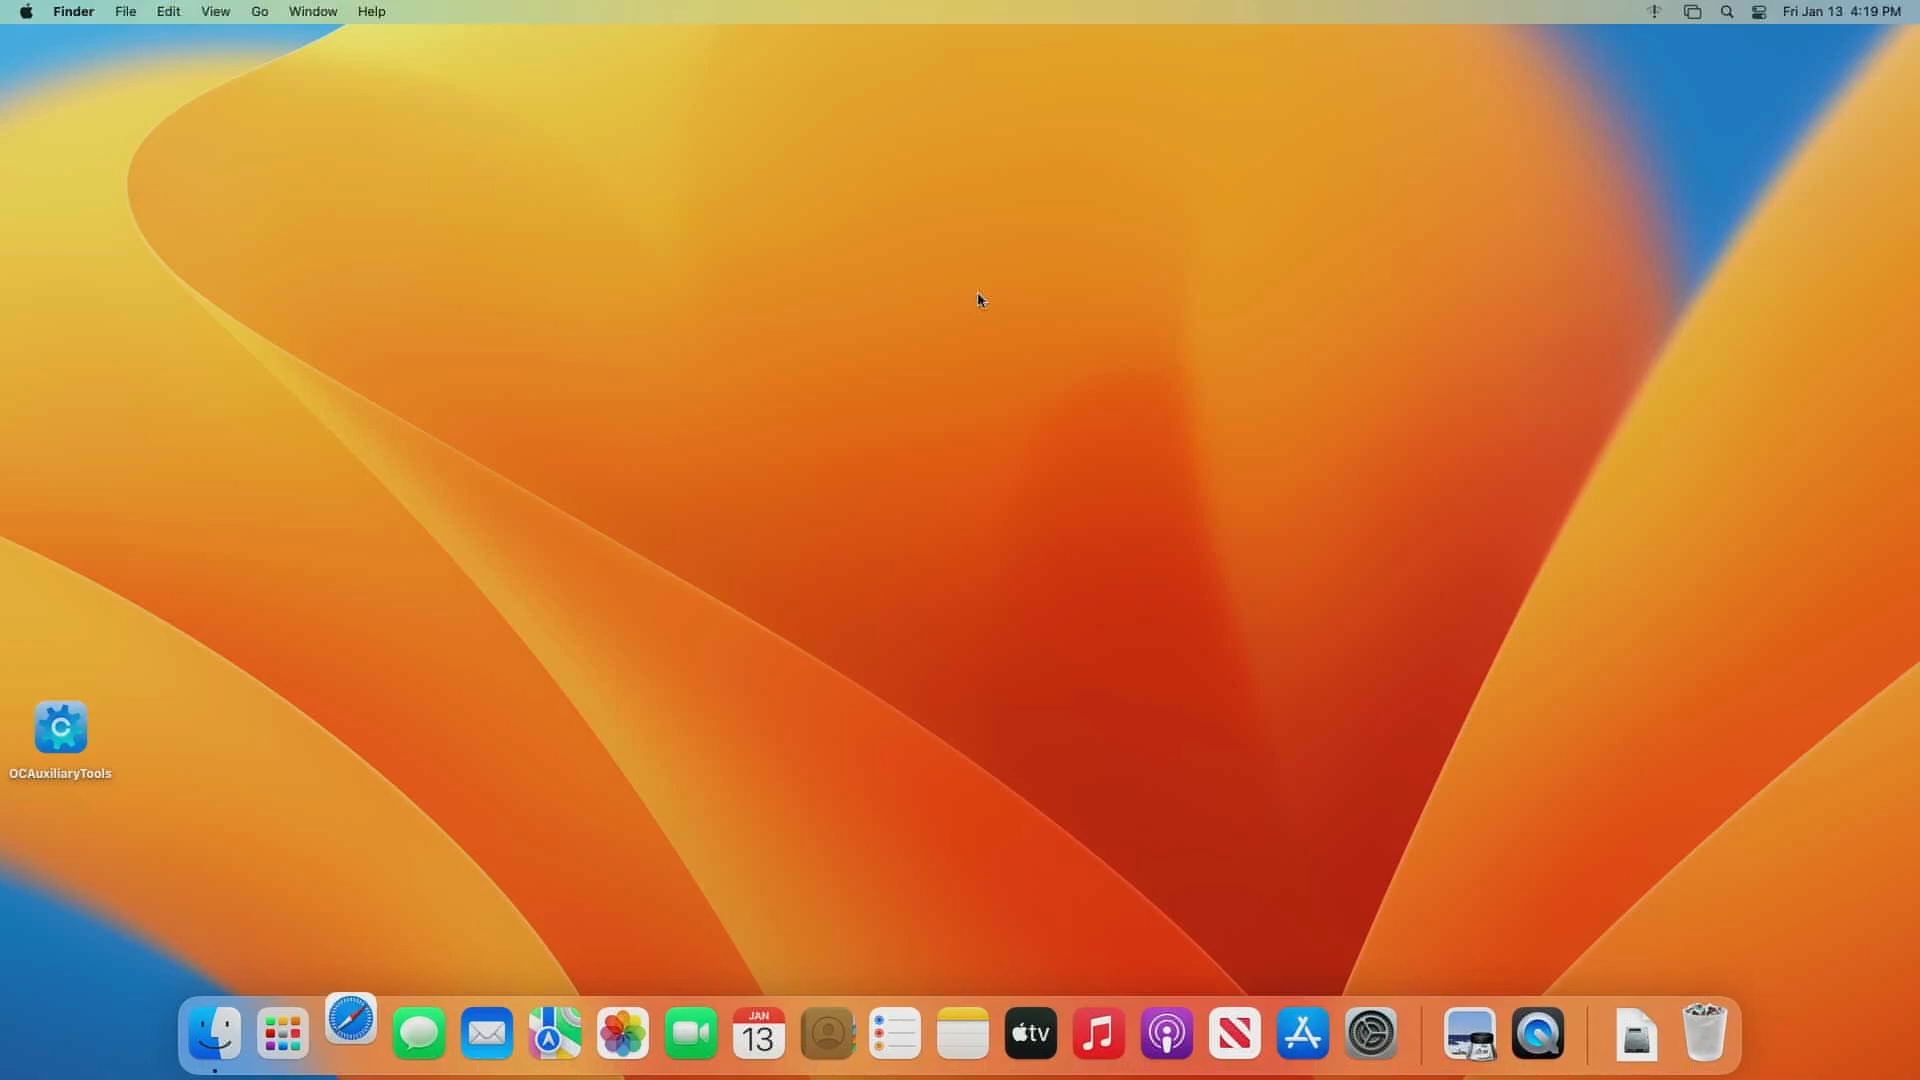 Finder File Edit View Go Window Help Fri Jan 13 4:19 PM
OCAuxiliaryTools
JAN
13
tv